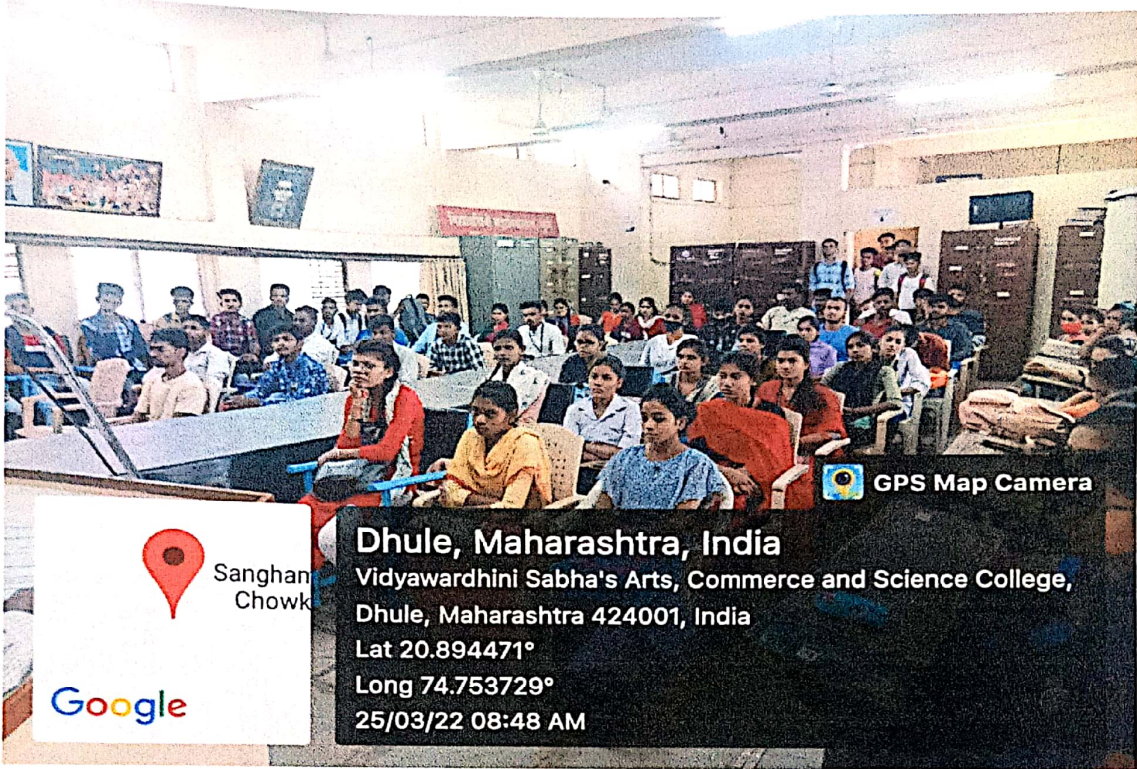 GPS Map Camera
Dhule, Maharashtra, India
Vidyawardhini Sabha's Arts, Commerce and Science College,
Dhule, Maharashtra 424001, India
Lat 20.894471°
Long 74.753729°
25/03/22 08:48 AM
Sanghan
Chowk
Google